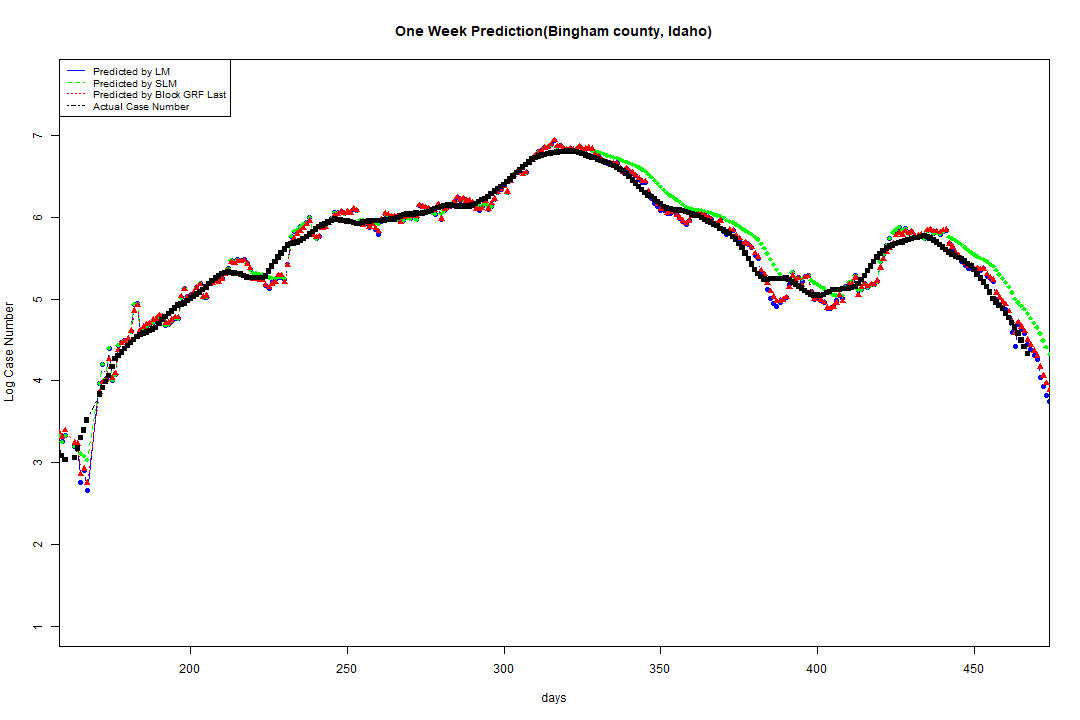 One Week Prediction(Bingham county, Idaho)
Predicted by LM
Predicted by SLM
Predicted by Block GRF Last
Actual Case Number
7
6
5
4
3
2
1
Log Case Number
200 250 300 350 400 450
days